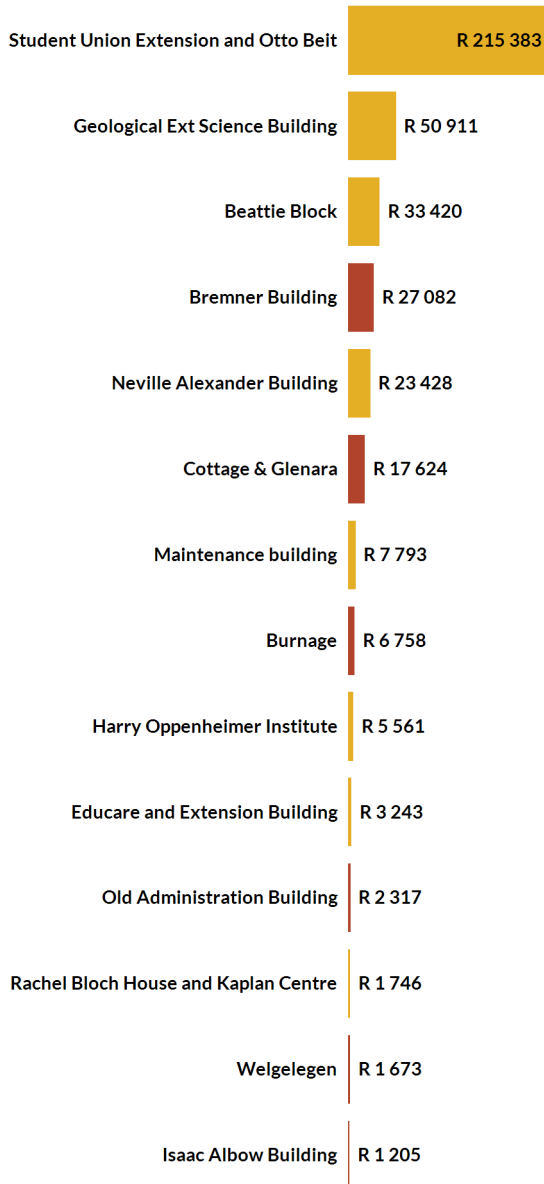 Student Union Extension and Otto Beit R 215 383
Geological Ext Science Building R 50 911
Beattie Block R 33 420
Bremner Building R 27 082
Neville Alexander Building R 23 428
Cottage & Glenara R 17 624
Maintenance building R 7 793
Burnage R 6 758
Harry Oppenheimer Institute R 5 561
Educare and Extension Building R 3 243
Old Administration Building R 2 317
Rachel Bloch House and Kaplan Centre R 1 746
Welgelegen R 1 673
Isaac Albow Building R 1 205